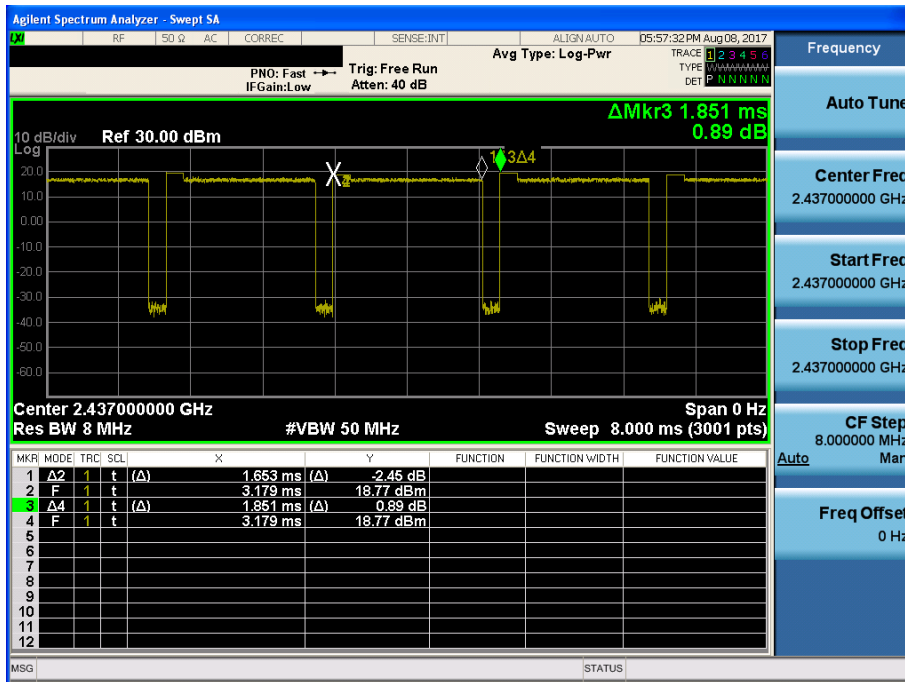 Agilent Spectrum Analyzer - Swept SA
LXI RF 50 Ω AC CORREC SENSE:INT ALIGN AUTO 05:57:32 PM Aug 08, 2017
Avg Type: Log-Pwr TRACE 1 2 3 4 5 6
PNO: Fast Trig: Free Run TYPE WWWWWW
IFGain:Low Atten: 40 dB DET P N N N N N
ΔMkr3 1.851 ms
0.89 dB
10 dB/div Ref 30.00 dBm
Log
1 3Δ4
20.0
10.0
0.00
-10.0
-20.0
-30.0
-40.0
-50.0
-60.0
Center 2.437000000 GHz Span 0 Hz
Res BW 8 MHz #VBW 50 MHz Sweep 8.000 ms (3001 pts)
MKR MODE TRC SCL X Y FUNCTION FUNCTION WIDTH FUNCTION VALUE
1 Δ2 1 t (Δ) 1.653 ms (Δ) -2.45 dB
2 F 1 t 3.179 ms 18.77 dBm
3 Δ4 1 t (Δ) 1.851 ms (Δ) 0.89 dB
4 F 1 t 3.179 ms 18.77 dBm
5
6
7
8
9
10
11
12
MSG STATUS
Frequency
Auto Tune
Center Freq
2.437000000 GHz
Start Freq
2.437000000 GHz
Stop Freq
2.437000000 GHz
CF Step
8.000000 MHz
Auto Man
Freq Offset
0 Hz